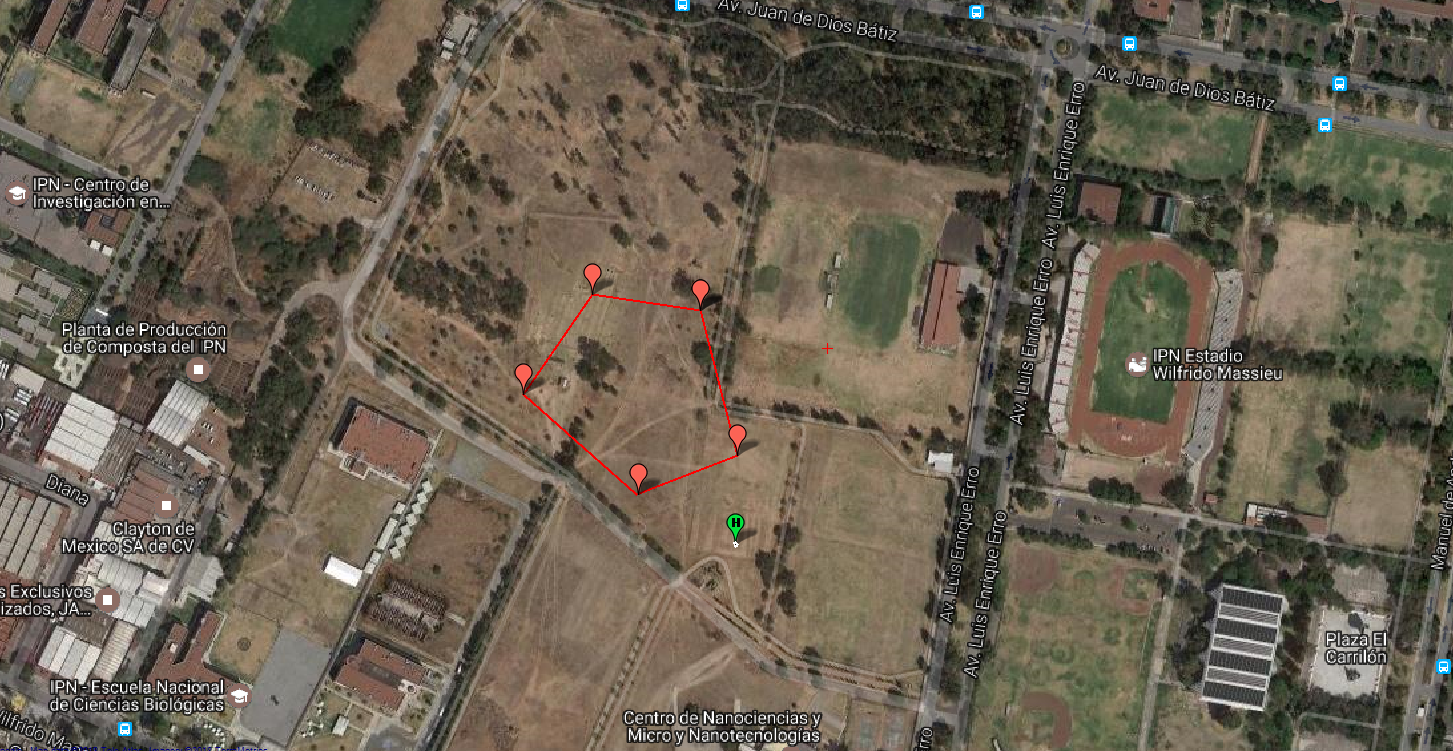 Av. Juan de Dios Bátiz
Av. Juan de Dios Bátiz
Av. Luis Enrique Erro
IPN - Centro de
Investigación en...
Av. Luis Enrique Erro
Planta de Producción
de Composta del IPN
IPN Estadio
Wilfrido Massieu
Diana
Clayton de
Mexico SA de CV
H
Av. Luis Enrique Erro
Av. Luis Enrique Erro
s Exclusivos
izados, JA...
Plaza El
Carrilón
IPN - Escuela Nacional
de Ciencias Biológicas
Centro de Nanociencias y
Micro y Nanotecnologías
Erro